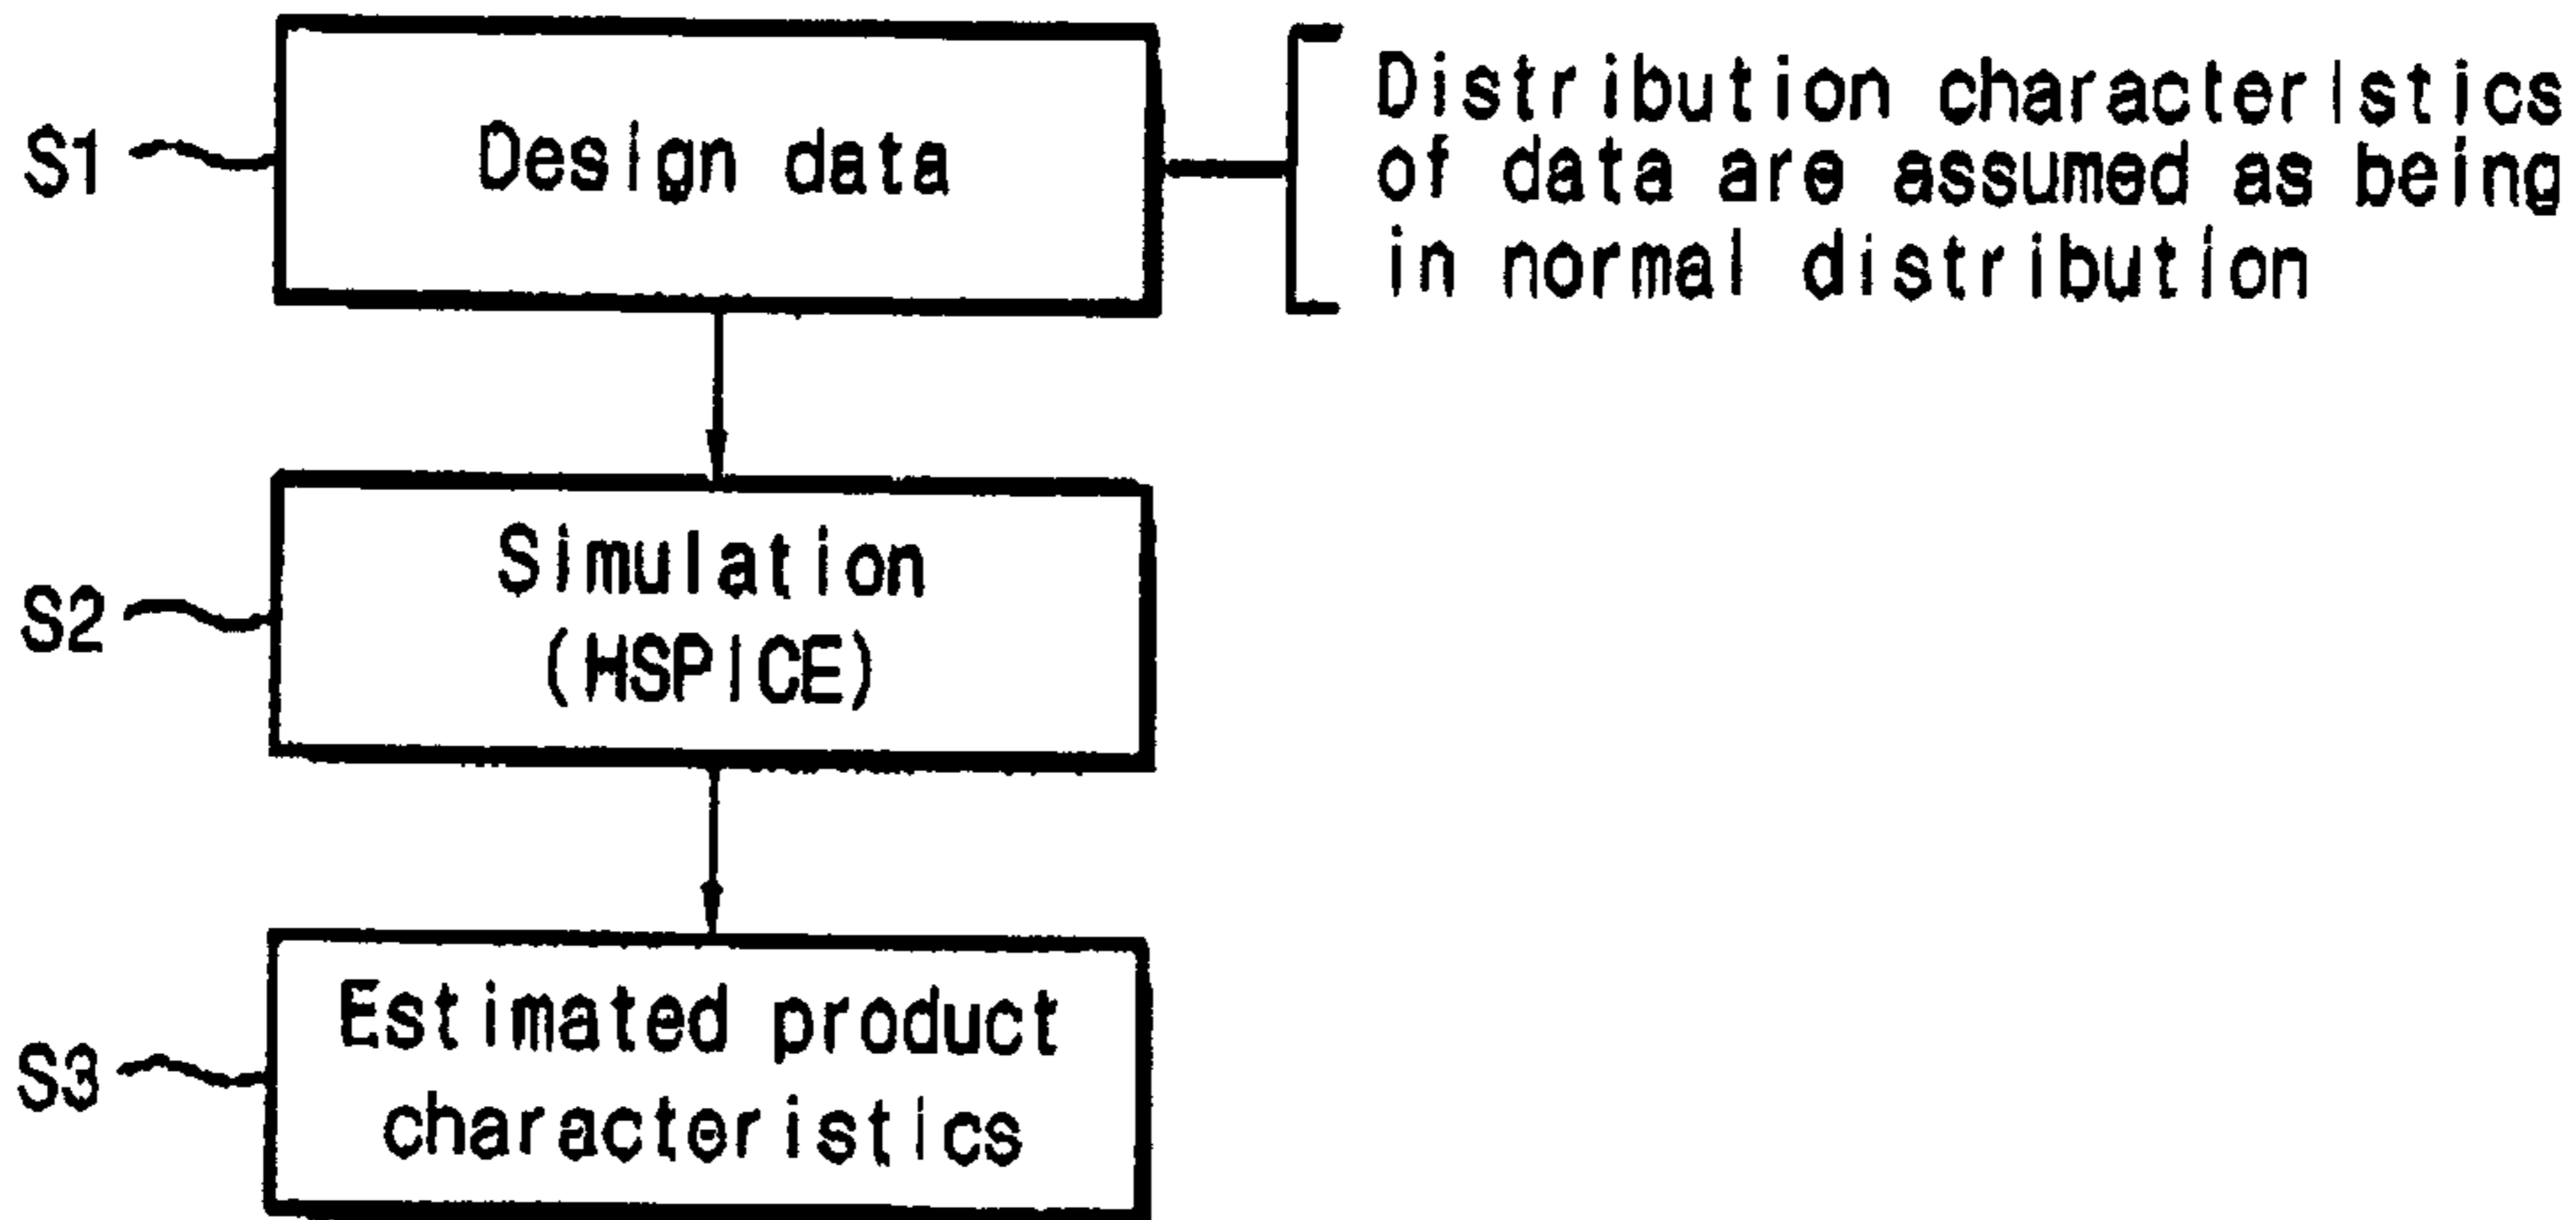 S1
Design data
Distribution characteristics
of data are assumed as being
in normal distribution
S2
Simulation
(HSPICE)
S3
Estimated product
characteristics